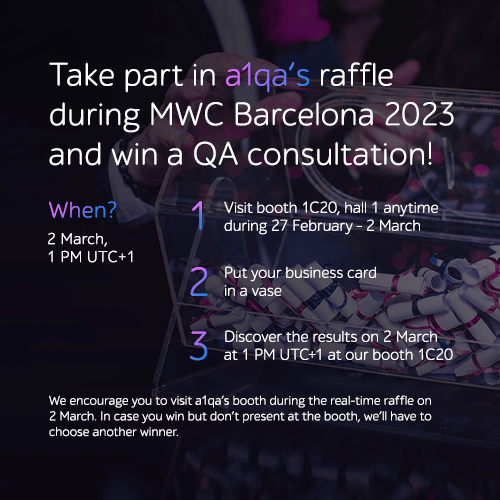 Take part in a1qa's raffle
during MWC Barcelona 2023
and win a QA consultation!
When?
2 March,
1 PM UTC+1
1
Visit booth 1C20, hall 1 anytime
during 27 February - 2 March
2
Put your business card
in a vase
3
Discover the results on 2 March
at 1 PM UTC+1 at our booth 1C20
We encourage you to visit a1qa's booth during the real-time raffle on
2 March. In case you win but don't present at the booth, we'll have to
choose another winner.